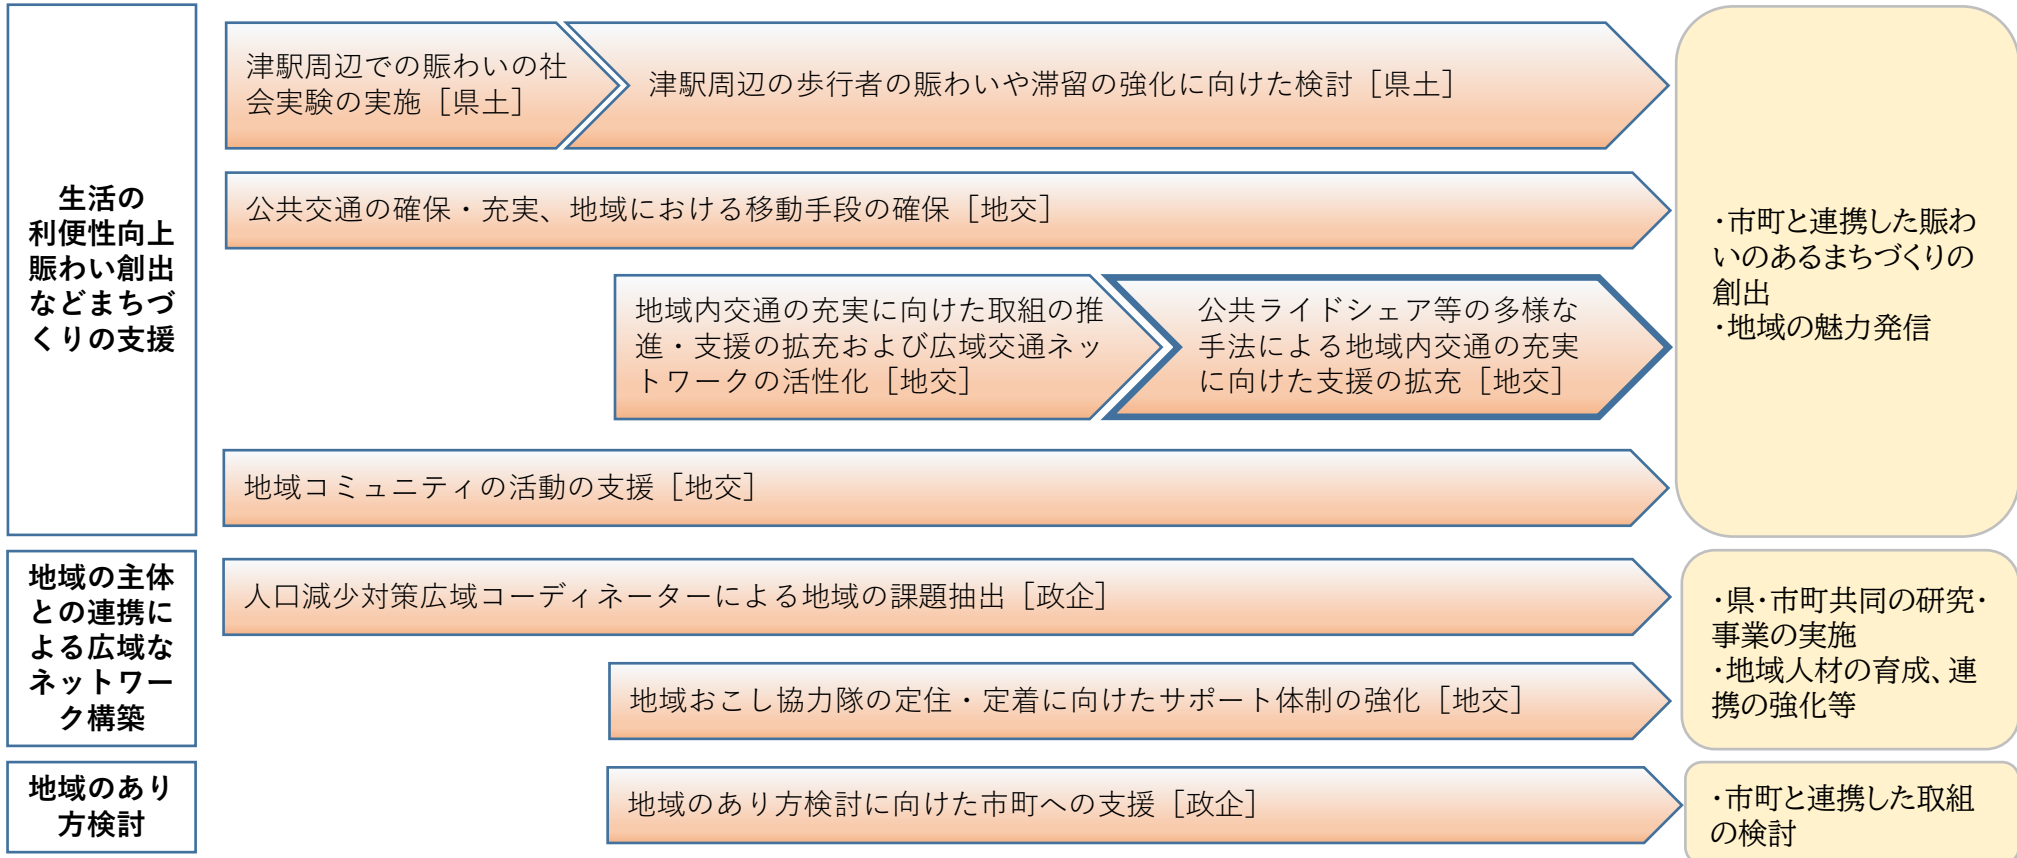 生活の
利便性向上
賑わい創出
などまちづ
くりの支援
津駅周辺での賑わいの社
会実験の実施［県土］
津駅周辺の歩行者の賑わいや滞留の強化に向けた検討［県土］
公共交通の確保・充実、地域における移動手段の確保［地交］
地域内交通の充実に向けた取組の推
進・支援の拡充および広域交通ネッ
トワークの活性化［地交］
公共ライドシェア等の多様な
手法による地域内交通の充実
に向けた支援の拡充［地交］
地域コミュニティの活動の支援［地交］
・市町と連携した賑わ
いのあるまちづくりの
創出
・地域の魅力発信
地域の主体
との連携に
よる広域な
ネットワー
ク構築
人口減少対策広域コーディネーターによる地域の課題抽出［政企］
地域おこし協力隊の定住・定着に向けたサポート体制の強化［地交］
・県・市町共同の研究・
事業の実施
・地域人材の育成、連
携の強化等
地域のあり
方検討
地域のあり方検討に向けた市町への支援［政企］
・市町と連携した取組
の検討